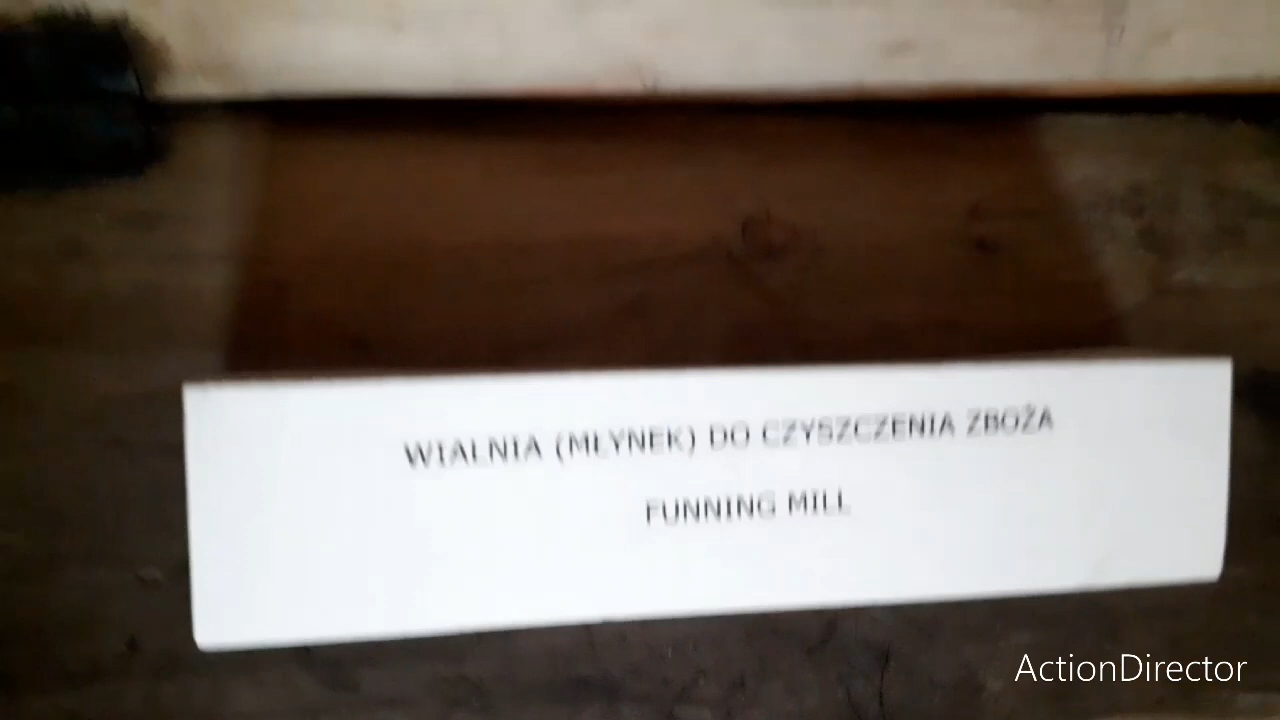 WIALNIA (MŁYNEK) DO CZYSZCZENIA ZBOŻA
FUNNING MILL
ActionDirector